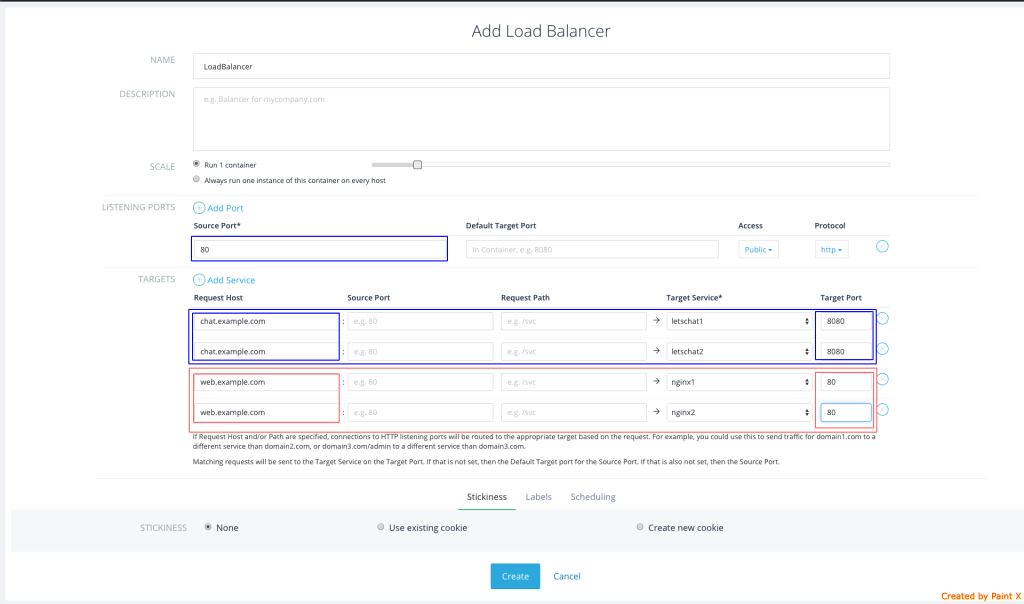 Add Load Balancer
NAME
LoadBalancer
DESCRIPTION
e.g. Balancer for mycompany.com
SCALE
Run 1 container
Always run one instance of this container on every host
LISTENING PORTS
Add Port
Source Port* Default Target Port Access Protocol
80 In Container, e.g. 8080 Public http
TARGETS
Add Service
Request Host Source Port Request Path Target Service* Target Port
chat.example.com : e.g. 80 e.g. /svc → letschat1 8080
chat.example.com : e.g. 80 e.g. /svc → letschat2 8080
web.example.com : e.g. 80 e.g. /svc → nginx1 80
web.example.com : e.g. 80 e.g. /svc → nginx2 80
If Request Host and/or Path are specified, connections to HTTP listening ports will be routed to the appropriate target based on the request. For example, you could use this to send traffic for domain1.com to a
different service than domain2.com, or domain3.com/admin to a different service than domain3.com.
Matching requests will be sent to the Target Service on the Target Port. If that is not set, then the Default Target port for the Source Port. If that is also not set, then the Source Port.
Stickiness Labels Scheduling
STICKINESS None Use existing cookie Create new cookie
Create Cancel
Created by Paint X